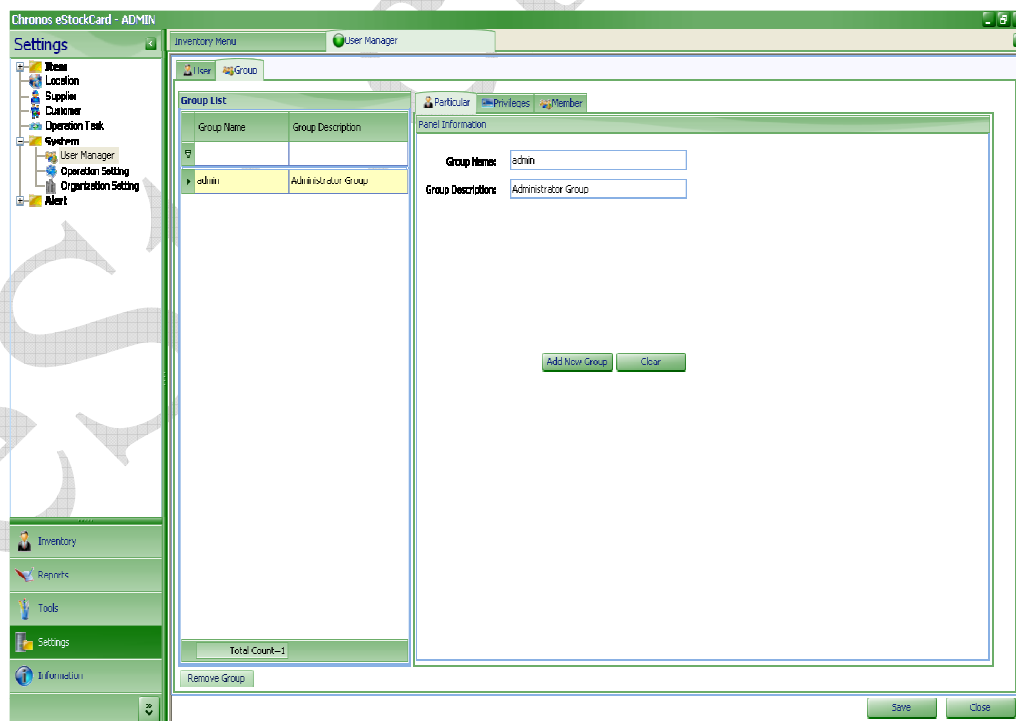 Chronos eStockCard - ADMIN
Settings
Items
Location
Supplier
Customer
Operation Task
System
User Manager
Operation Setting
Organization Setting
Alert
Inventory
Reports
Tools
Settings
Information
Inventory Menu
User Manager
User
Group
Group List
Group Name
Group Description
admin
Administrator Group
Total Count=1
Remove Group
Particular
Privileges
Member
Panel Information
Group Name:
admin
Group Description:
Administrator Group
Add New Group
Clear
Save
Close